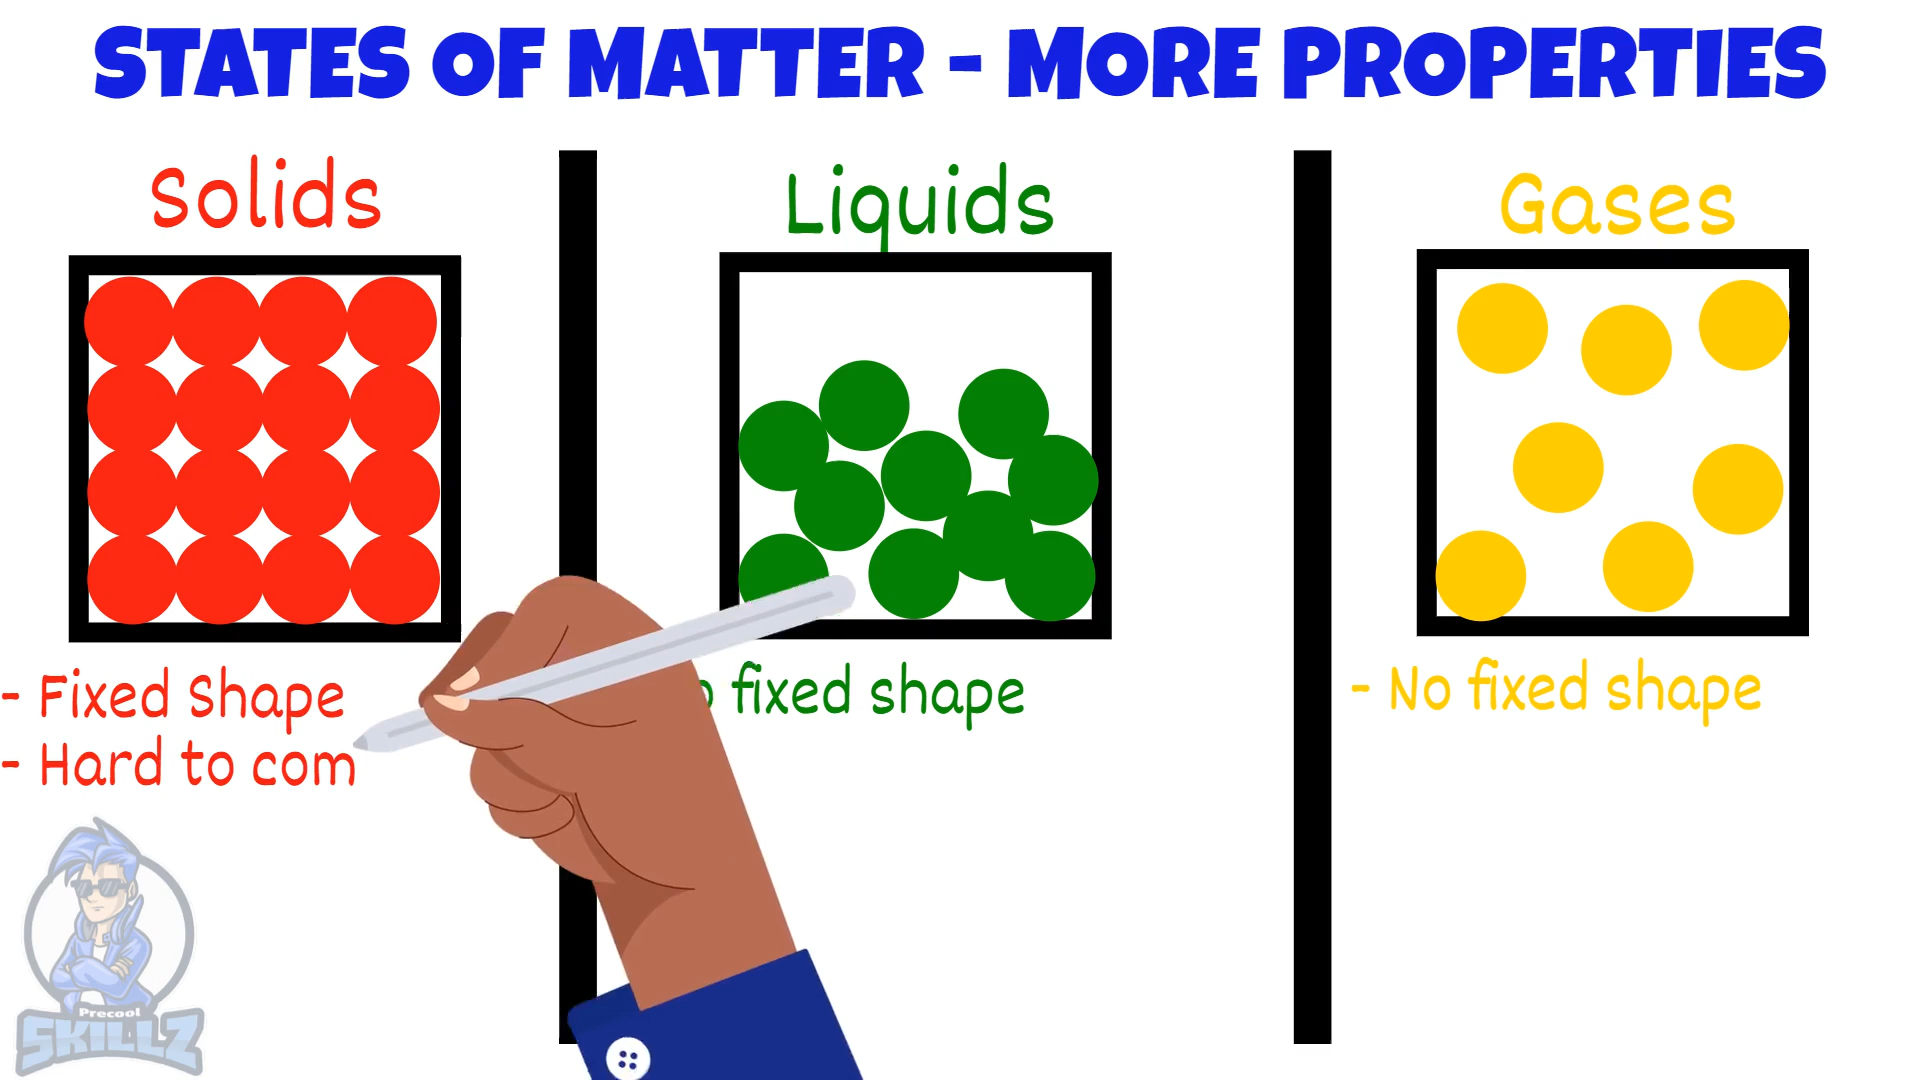 STATES OF MATTER - MORE PROPERTIES
Solids
- Fixed Shape
- Hard to com
Liquids
fixed shape
Gases
- No fixed shape
Precool
SKILLZ